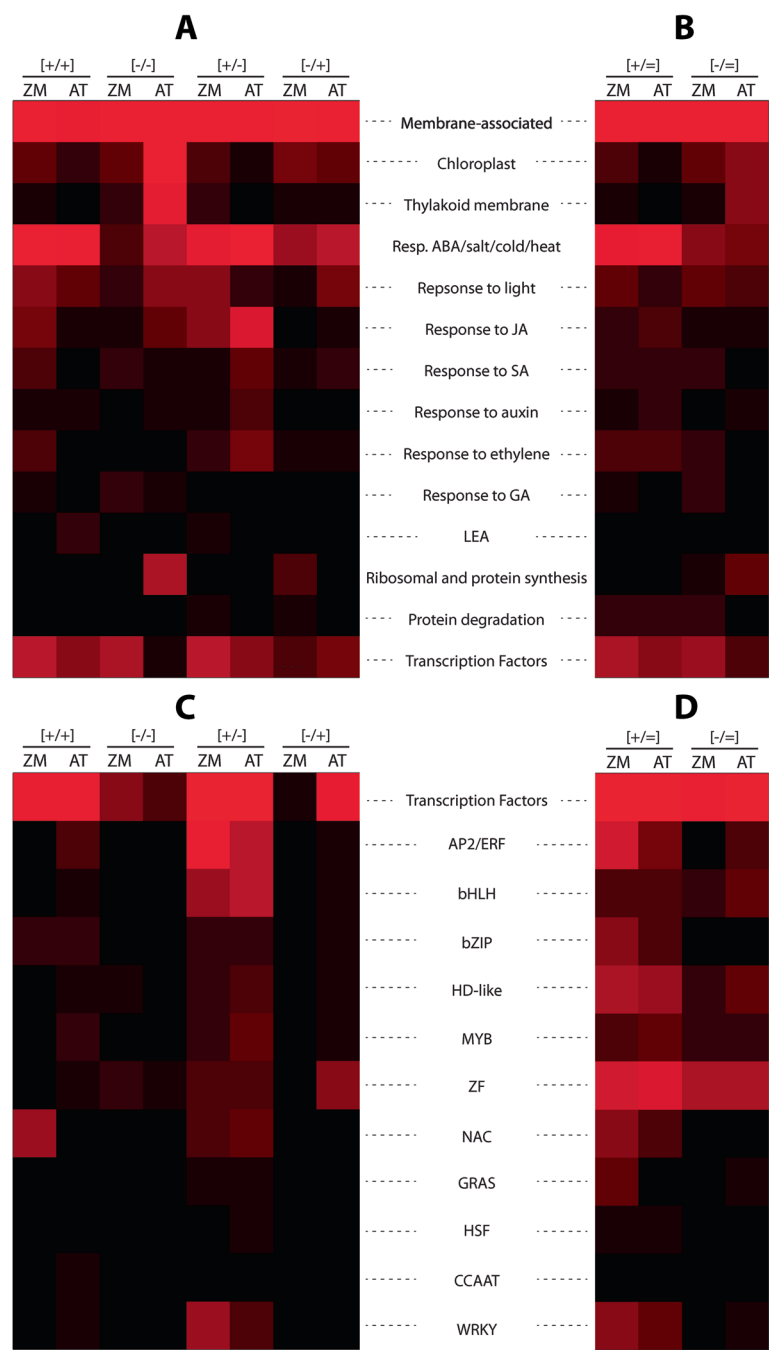 A B
[+/+] [-/-] [+/-] [-/+] [+/=] [-/=]
ZM AT ZM AT ZM AT ZM AT ZM AT ZM AT
Membrane-associated
Chloroplast
Thylakoid membrane
Resp. ABA/salt/cold/heat
Repsonse to light
Response to JA
Response to SA
Response to auxin
Response to ethylene
Response to GA
LEA
Ribosomal and protein synthesis
Protein degradation
Transcription Factors
C D
[+/+] [-/-] [+/-] [-/+] [+/=] [-/=]
ZM AT ZM AT ZM AT ZM AT ZM AT ZM AT
Transcription Factors
AP2/ERF
bHLH
bZIP
HD-like
MYB
ZF
NAC
GRAS
HSF
CCAAT
WRKY